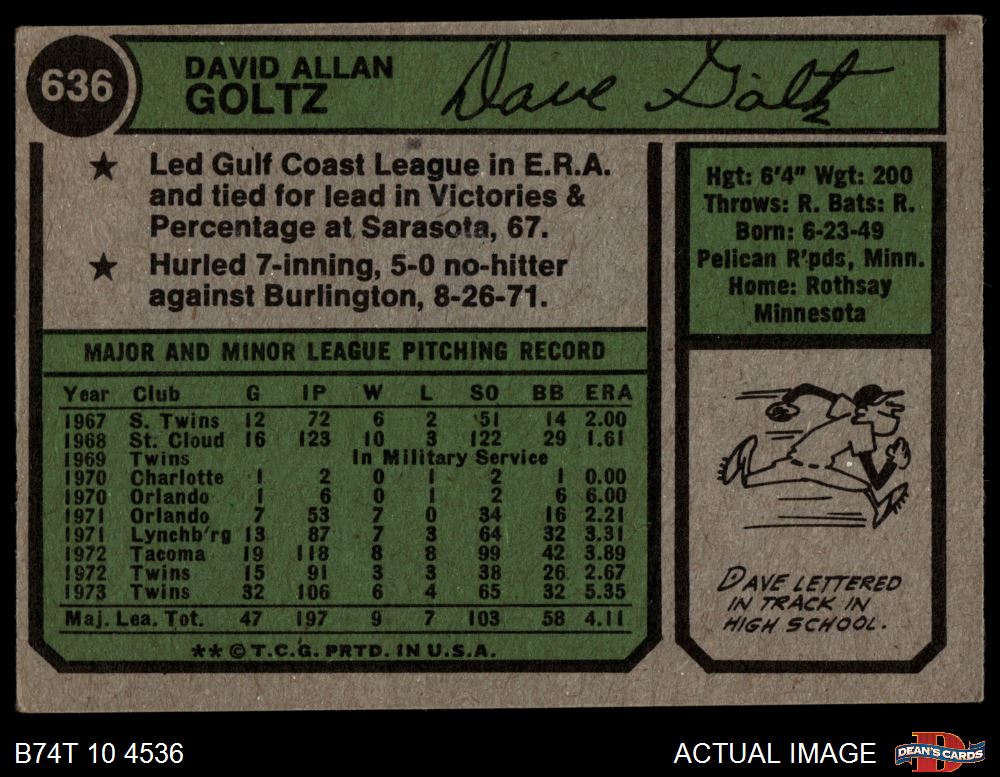 636
DAVID ALLAN
GOLTZ
Dave Goltz
★ Led Gulf Coast League in E.R.A.
and tied for lead in Victories &
Percentage at Sarasota, 67.
★ Hurled 7-inning, 5-0 no-hitter
against Burlington, 8-26-71.
Hgt: 6'4" Wgt: 200
Throws: R. Bats: R.
Born: 6-23-49
Pelican R'pds, Minn.
Home: Rothsay
Minnesota
MAJOR AND MINOR LEAGUE PITCHING RECORD
Year Club G IP W L SO BB ERA
1967 S. Twins 12 72 6 2 51 14 2.00
1968 St. Cloud 16 123 10 3 122 29 1.61
1969 Twins In Military Service
1970 Charlotte 1 2 0 1 2 1 0.00
1970 Orlando 1 6 0 1 2 6 6.00
1971 Orlando 7 53 7 0 34 16 2.21
1971 Lynchb'rg 13 87 7 3 64 32 3.31
1972 Tacoma 19 118 8 8 99 42 3.89
1972 Twins 15 91 3 3 38 26 2.67
1973 Twins 32 106 6 4 65 32 5.35
Maj. Lea. Tot. 47 197 9 7 103 58 4.11
** © T.C.G. PRTD. IN U.S.A.
DAVE LETTERED
IN TRACK IN
HIGH SCHOOL.
B74T 10 4536
ACTUAL IMAGE
D
DEAN'S CARDS